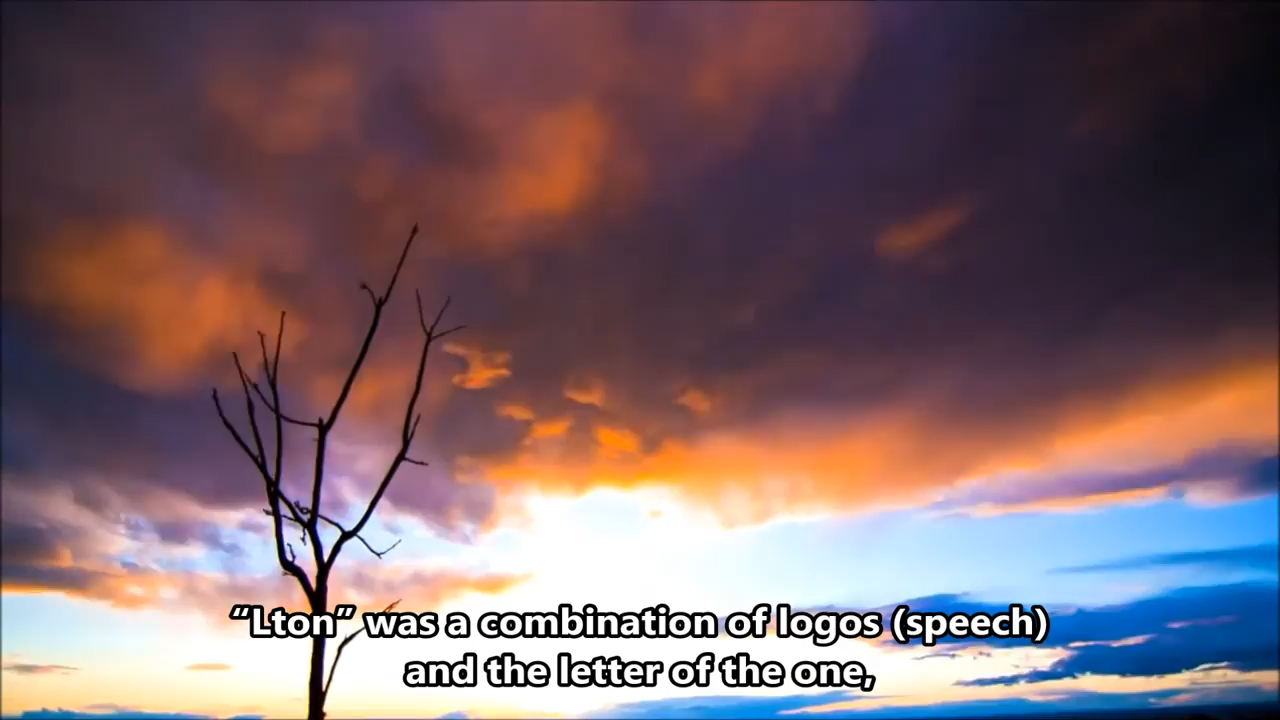 “Lton” was a combination of logos (speech)
and the letter of the one,